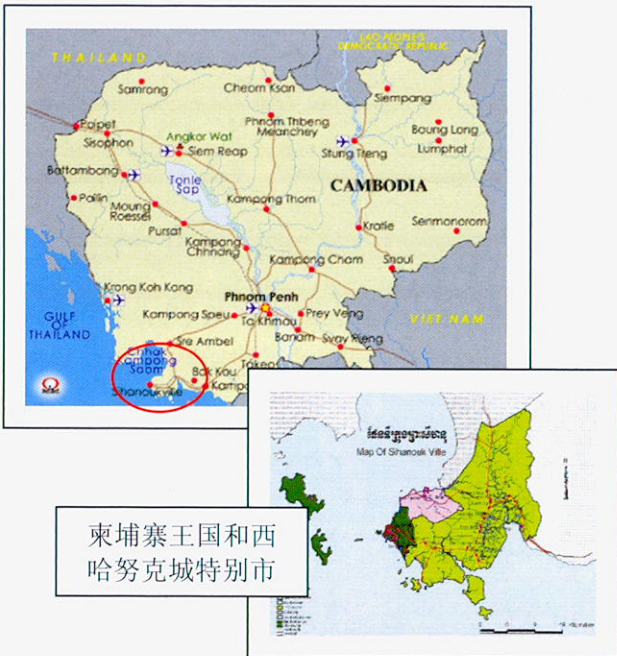 THAILAND
LAO PEOPLE'S
DEMOCRATIC REPUBLIC
Samrong
Cheom Ksan
Siempang
Poipet
Phnom Thbeng
Meanchey
Boung Long
Sisophon
Angkor Wat
Siem Reap
Stung Treng
Lumphat
Battambang
Tonle
Sap
CAMBODIA
Pailin
Moung
Roessei
Kampong Thom
Pursat
Kratie
Senmonorom
Kampang
Chhnang
Kampong Cham
Snoul
Krong Koh Kong
Phnom Penh
GULF
OF
THAILAND
Kampong Speu
Ta Khmau
Prey Veng
VIETNAM
Sre Ambel
Banam
Svay Rieng
Chhak
Kampong
Saom
Takeo
Bok Kou
Sihanoukville
Map Of Sihanouk Ville
柬埔寨王国和西
哈努克城特别市